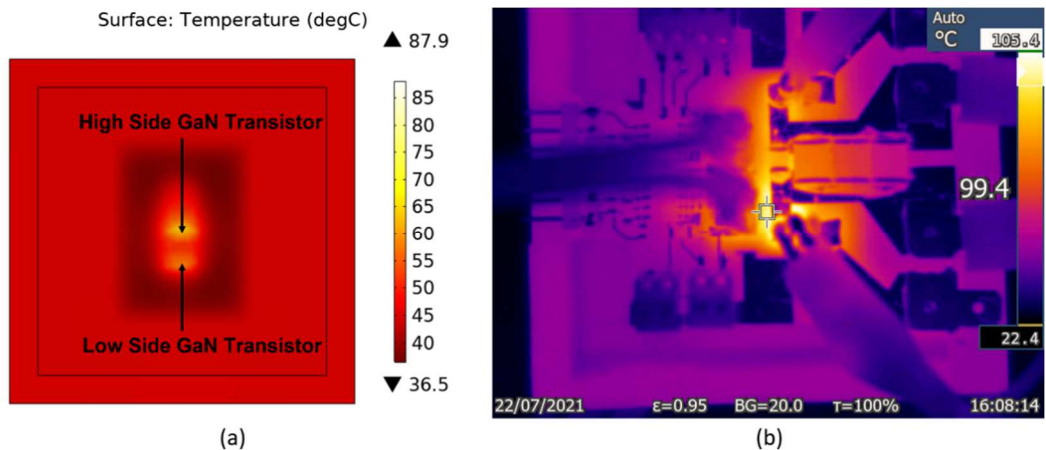 Surface: Temperature (degC)
▲ 87.9
85
80
75
70
65
60
55
50
45
40
▼ 36.5
High Side GaN Transistor
Low Side GaN Transistor
(a)
Auto
°C 105.4
99.4
22.4
22/07/2021 ε=0.95 BG=20.0 τ=100% 16:08:14
(b)